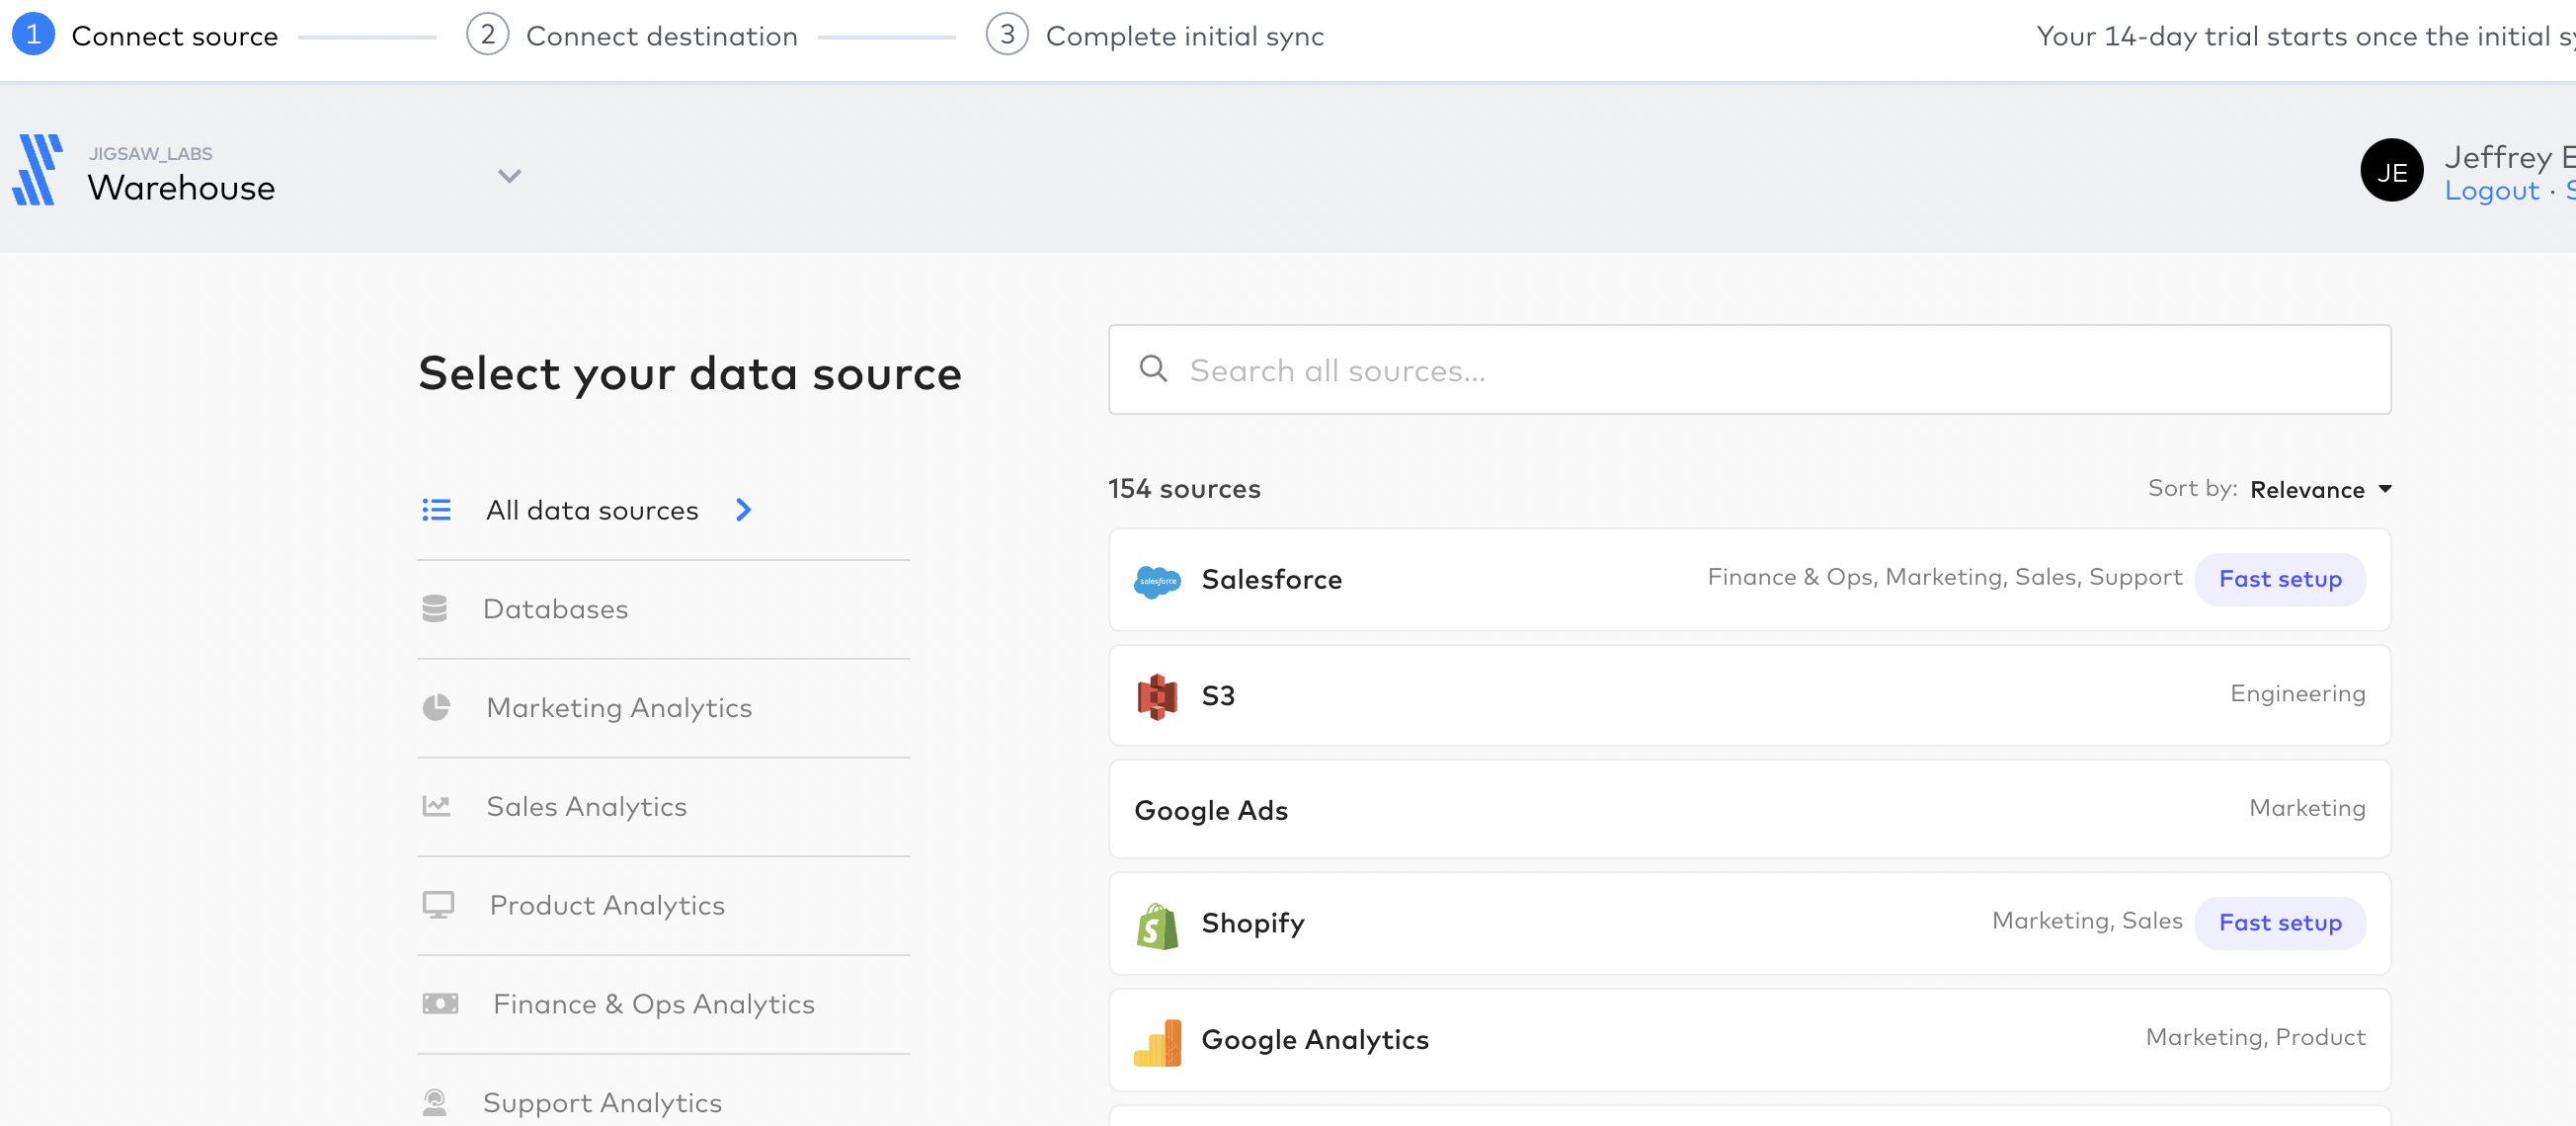 1 Connect source 2 Connect destination 3 Complete initial sync Your 14-day trial starts once the initial
JIGSAW_LABS
Warehouse
JE
Jeffrey E
Logout ·
Select your data source
Search all sources...
All data sources
Databases
Marketing Analytics
Sales Analytics
Product Analytics
Finance & Ops Analytics
Support Analytics
154 sources Sort by: Relevance
salesforce Salesforce Finance & Ops, Marketing, Sales, Support Fast setup
S3 Engineering
Google Ads Marketing
Shopify Marketing, Sales Fast setup
Google Analytics Marketing, Product